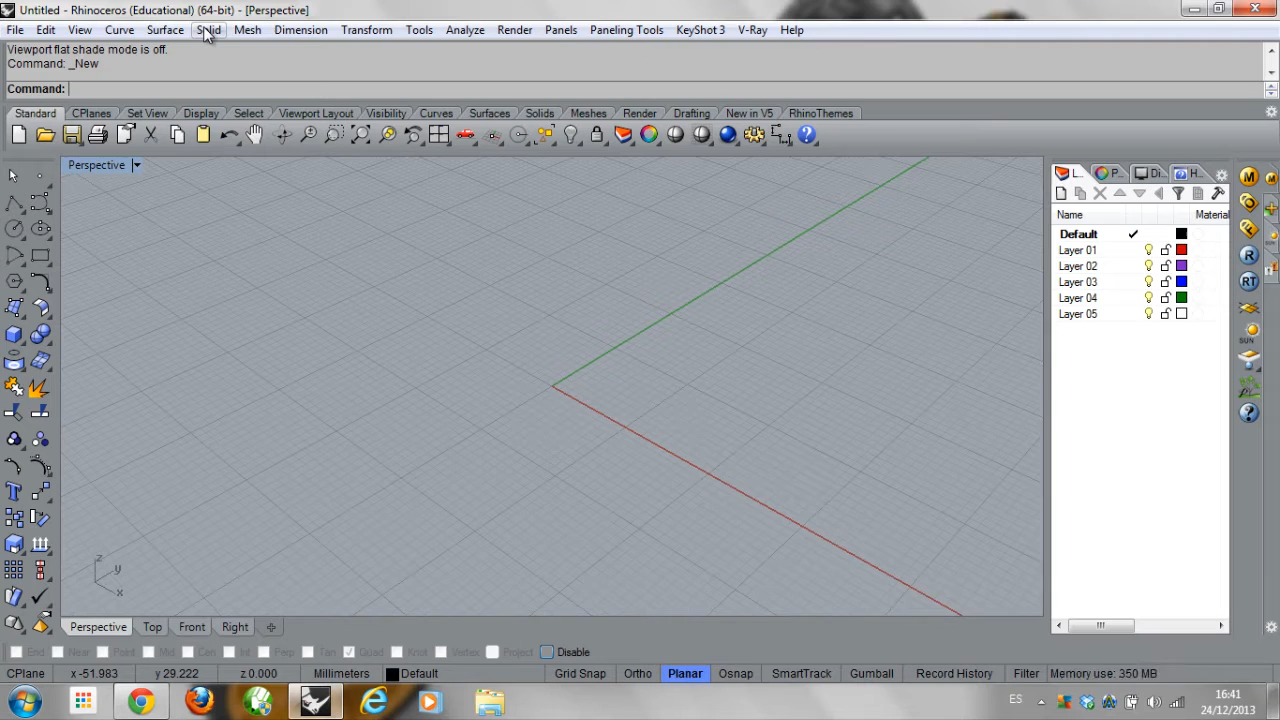 Untitled - Rhinoceros (Educational) (64-bit) - [Perspective]
File Edit View Curve Surface Solid Mesh Dimension Transform Tools Analyze Render Panels Paneling Tools KeyShot 3 V-Ray Help
Viewport flat shade mode is off.
Command: _New
Command:
Standard CPlanes Set View Display Select Viewport Layout Visibility Curves Surfaces Solids Meshes Render Drafting New in V5 RhinoThemes
Perspective
L... P... Di... H...
Name Material
Default
Layer 01
Layer 02
Layer 03
Layer 04
Layer 05
M
R
RT
SUN
z
y
x
Perspective Top Front Right
End Near Point Mid Cen Int Perp Tan Quad Knot Vertex Project Disable
CPlane x -51.983 y 29.222 z 0.000 Millimeters Default Grid Snap Ortho Planar Osnap SmartTrack Gumball Record History Filter Memory use: 350 MB
ES
16:41
24/12/2013